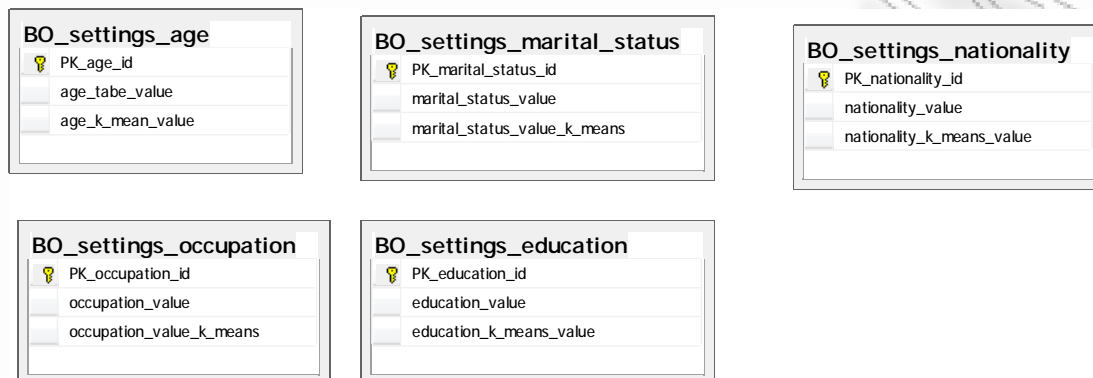 BO_settings_age
PK_age_id
age_tabe_value
age_k_mean_value
BO_settings_marital_status
PK_marital_status_id
marital_status_value
marital_status_value_k_means
BO_settings_nationality
PK_nationality_id
nationality_value
nationality_k_means_value
BO_settings_occupation
PK_occupation_id
occupation_value
occupation_value_k_means
BO_settings_education
PK_education_id
education_value
education_k_means_value